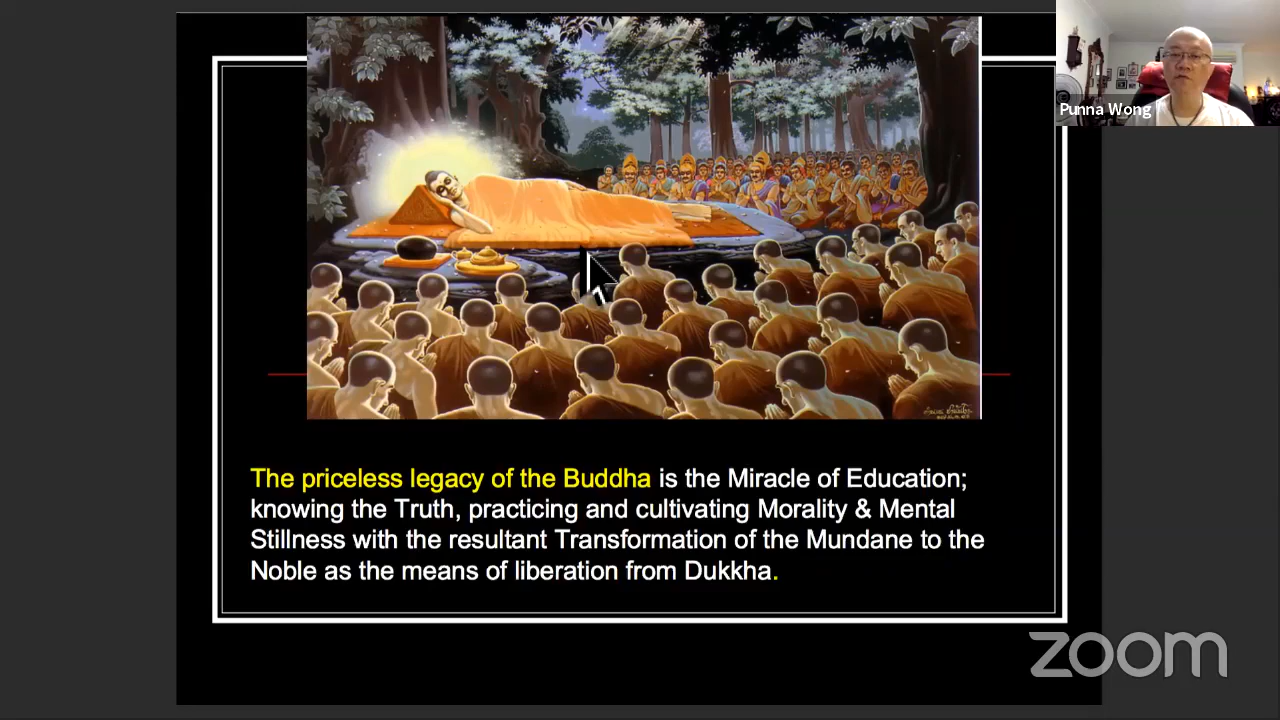 Punna Wong
The priceless legacy of the Buddha is the Miracle of Education;
knowing the Truth, practicing and cultivating Morality & Mental
Stillness with the resultant Transformation of the Mundane to the
Noble as the means of liberation from Dukkha.
zoom